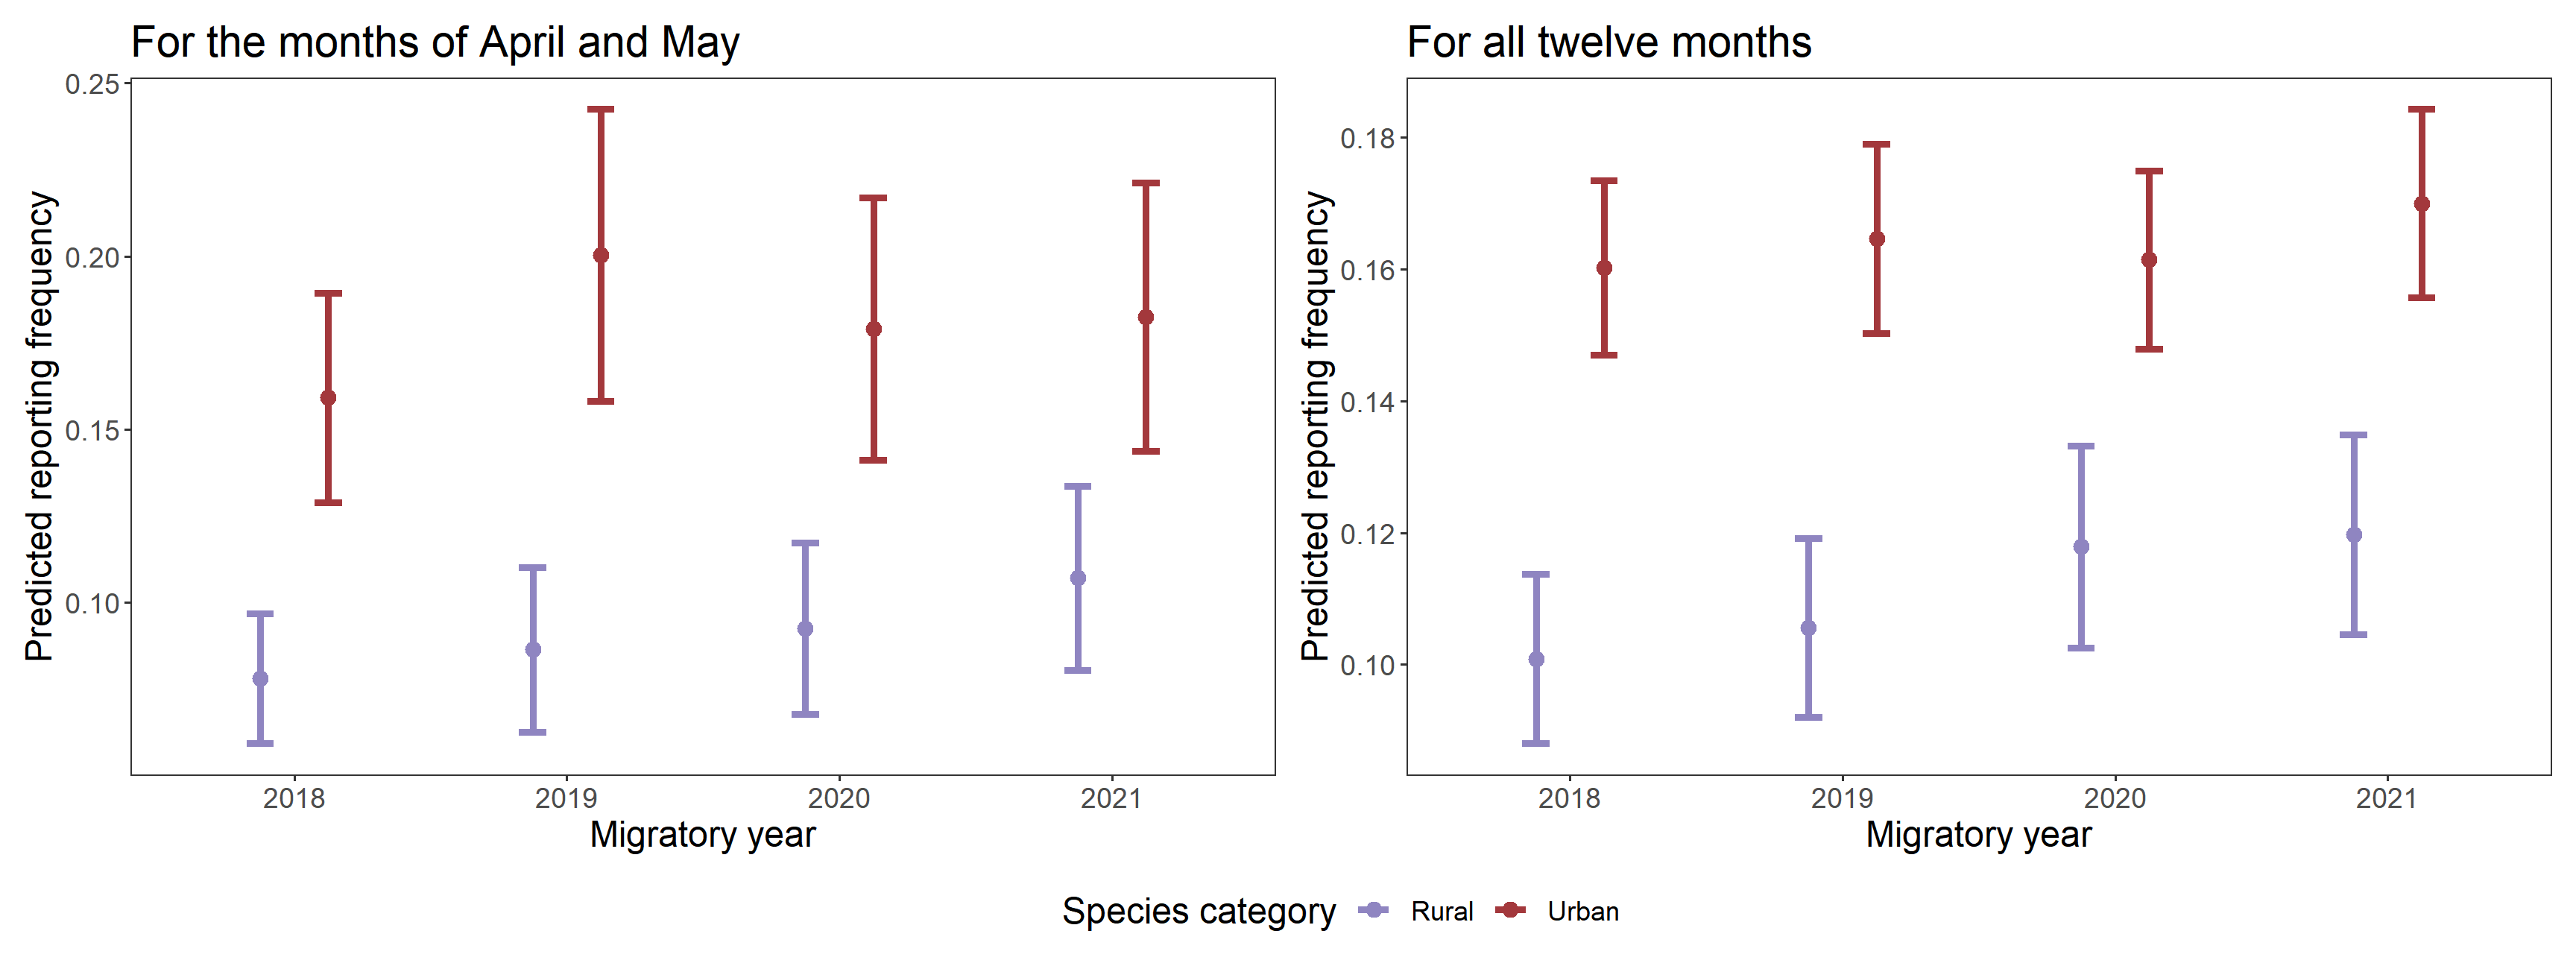 For the months of April and May
Predicted reporting frequency
0.25
0.20
0.15
0.10
2018 2019 2020 2021
Migratory year
For all twelve months
Predicted reporting frequency
0.18
0.16
0.14
0.12
0.10
2018 2019 2020 2021
Migratory year
Species category Rural Urban